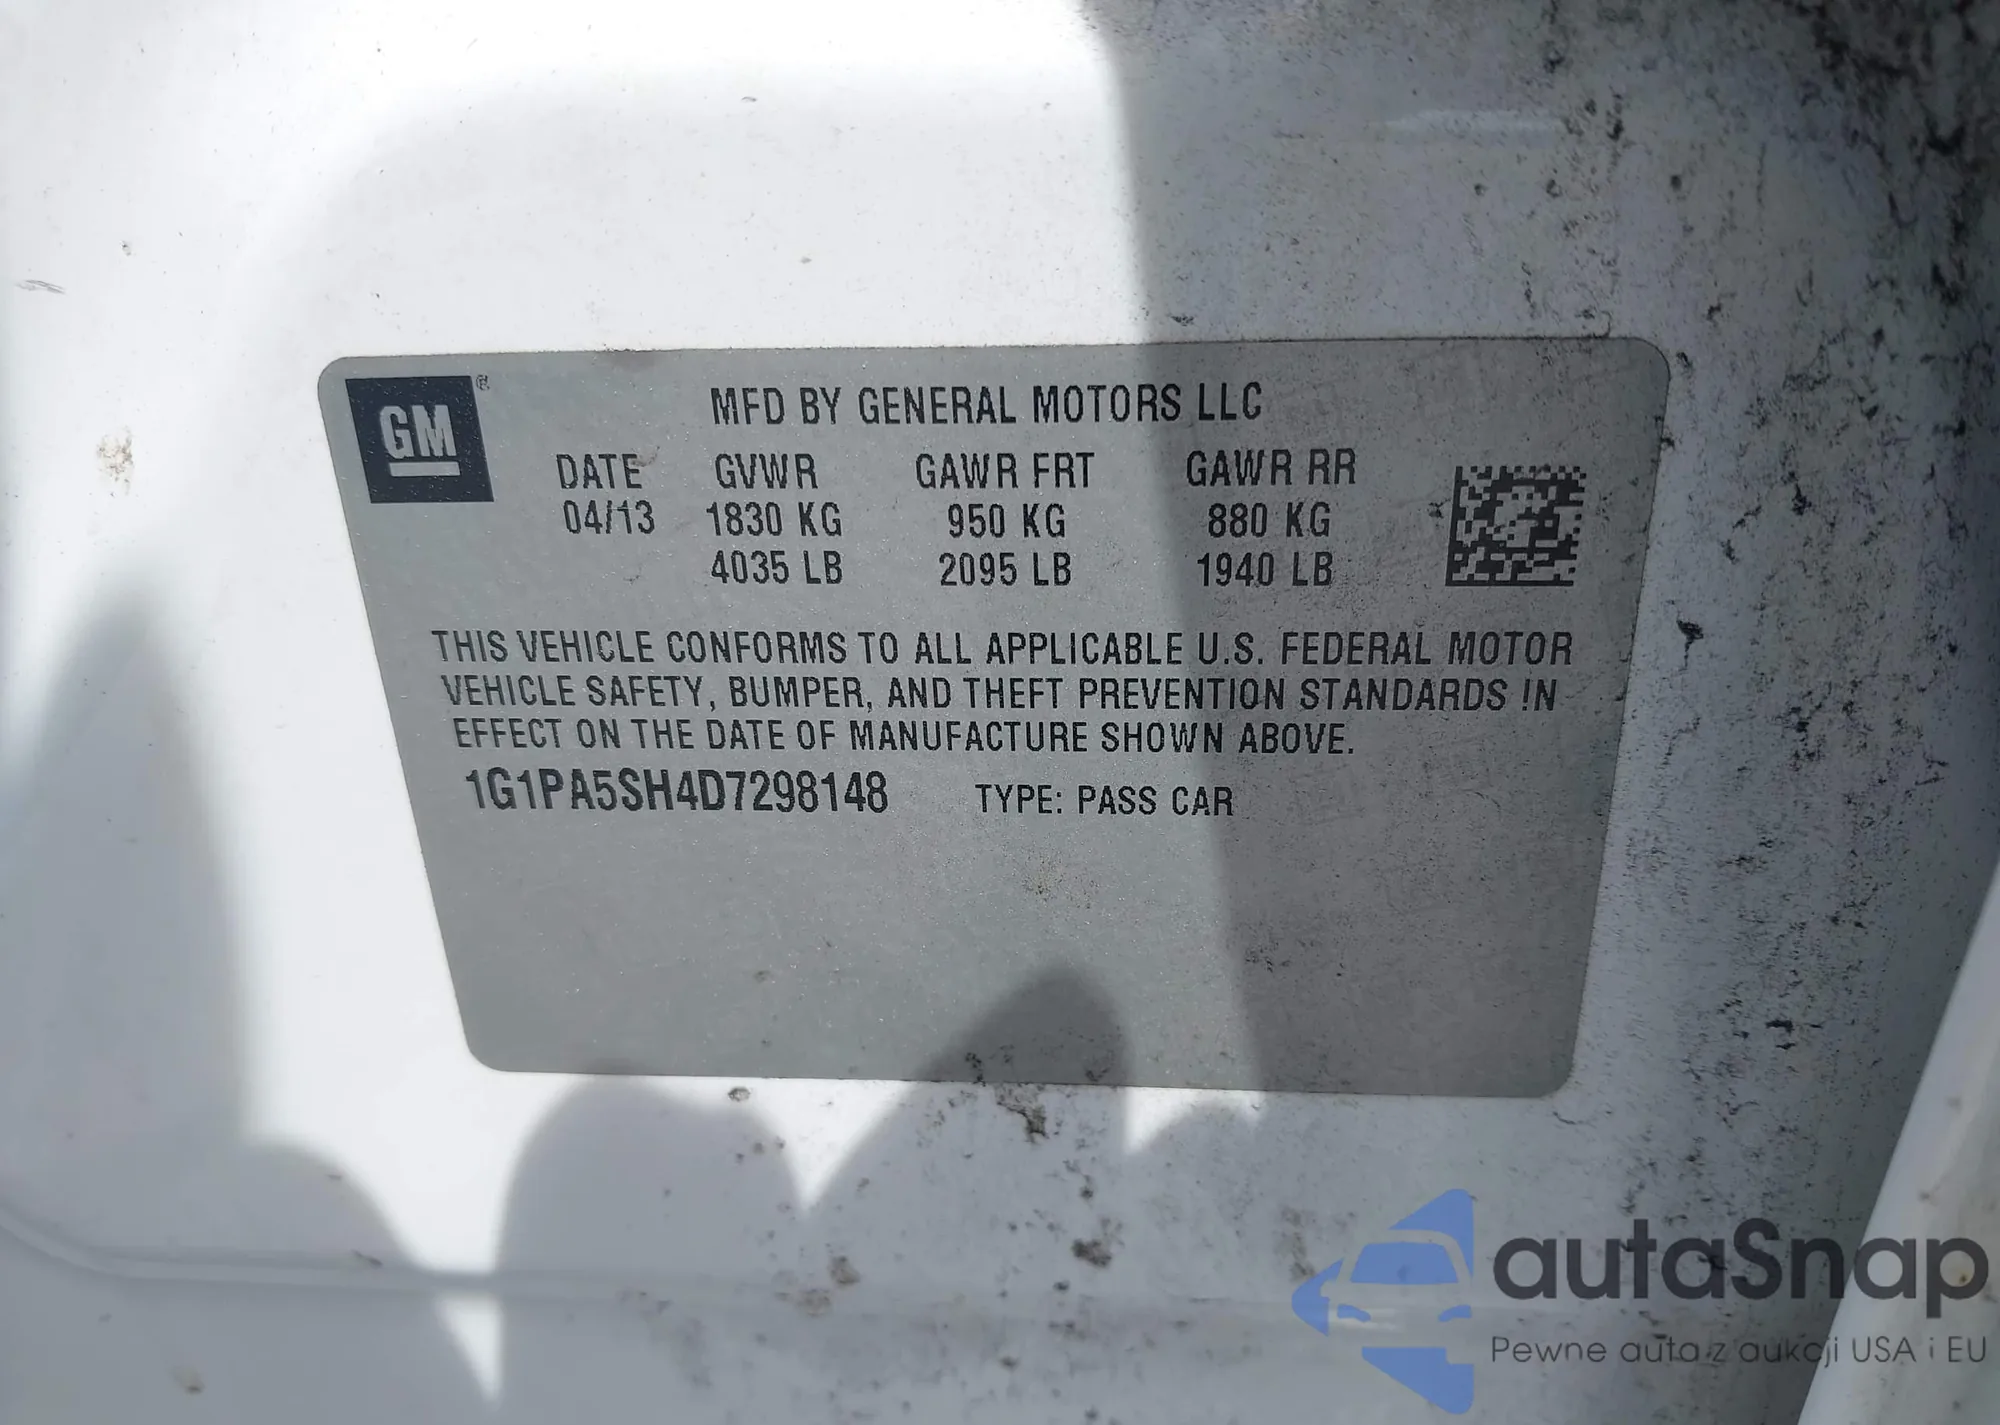 GM ®
MFD BY GENERAL MOTORS LLC
DATE GVWR GAWR FRT GAWR RR
04/13 1830 KG 950 KG 880 KG
4035 LB 2095 LB 1940 LB
THIS VEHICLE CONFORMS TO ALL APPLICABLE U.S. FEDERAL MOTOR
VEHICLE SAFETY, BUMPER, AND THEFT PREVENTION STANDARDS IN
EFFECT ON THE DATE OF MANUFACTURE SHOWN ABOVE.
1G1PA5SH4D7298148 TYPE: PASS CAR
autaSnap
Pewne auta z aukcji USA i EU